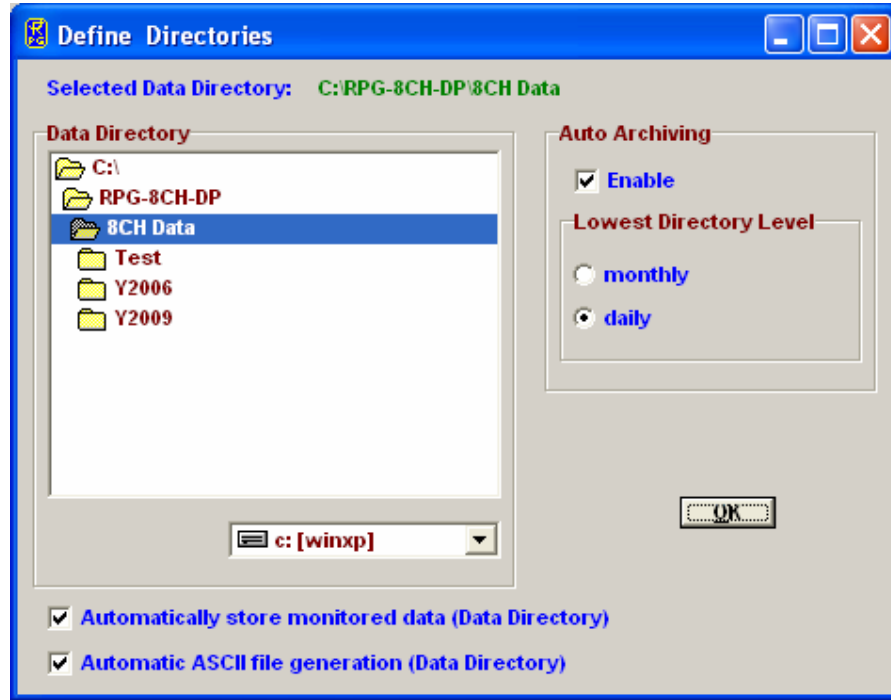 Define Directories
Selected Data Directory: C:\RPG-8CH-DP\8CH Data
Data Directory
C:\
RPG-8CH-DP
8CH Data
Test
Y2006
Y2009
c: [winxp]
Auto Archiving
Enable
Lowest Directory Level
monthly
daily
OK
Automatically store monitored data (Data Directory)
Automatic ASCII file generation (Data Directory)